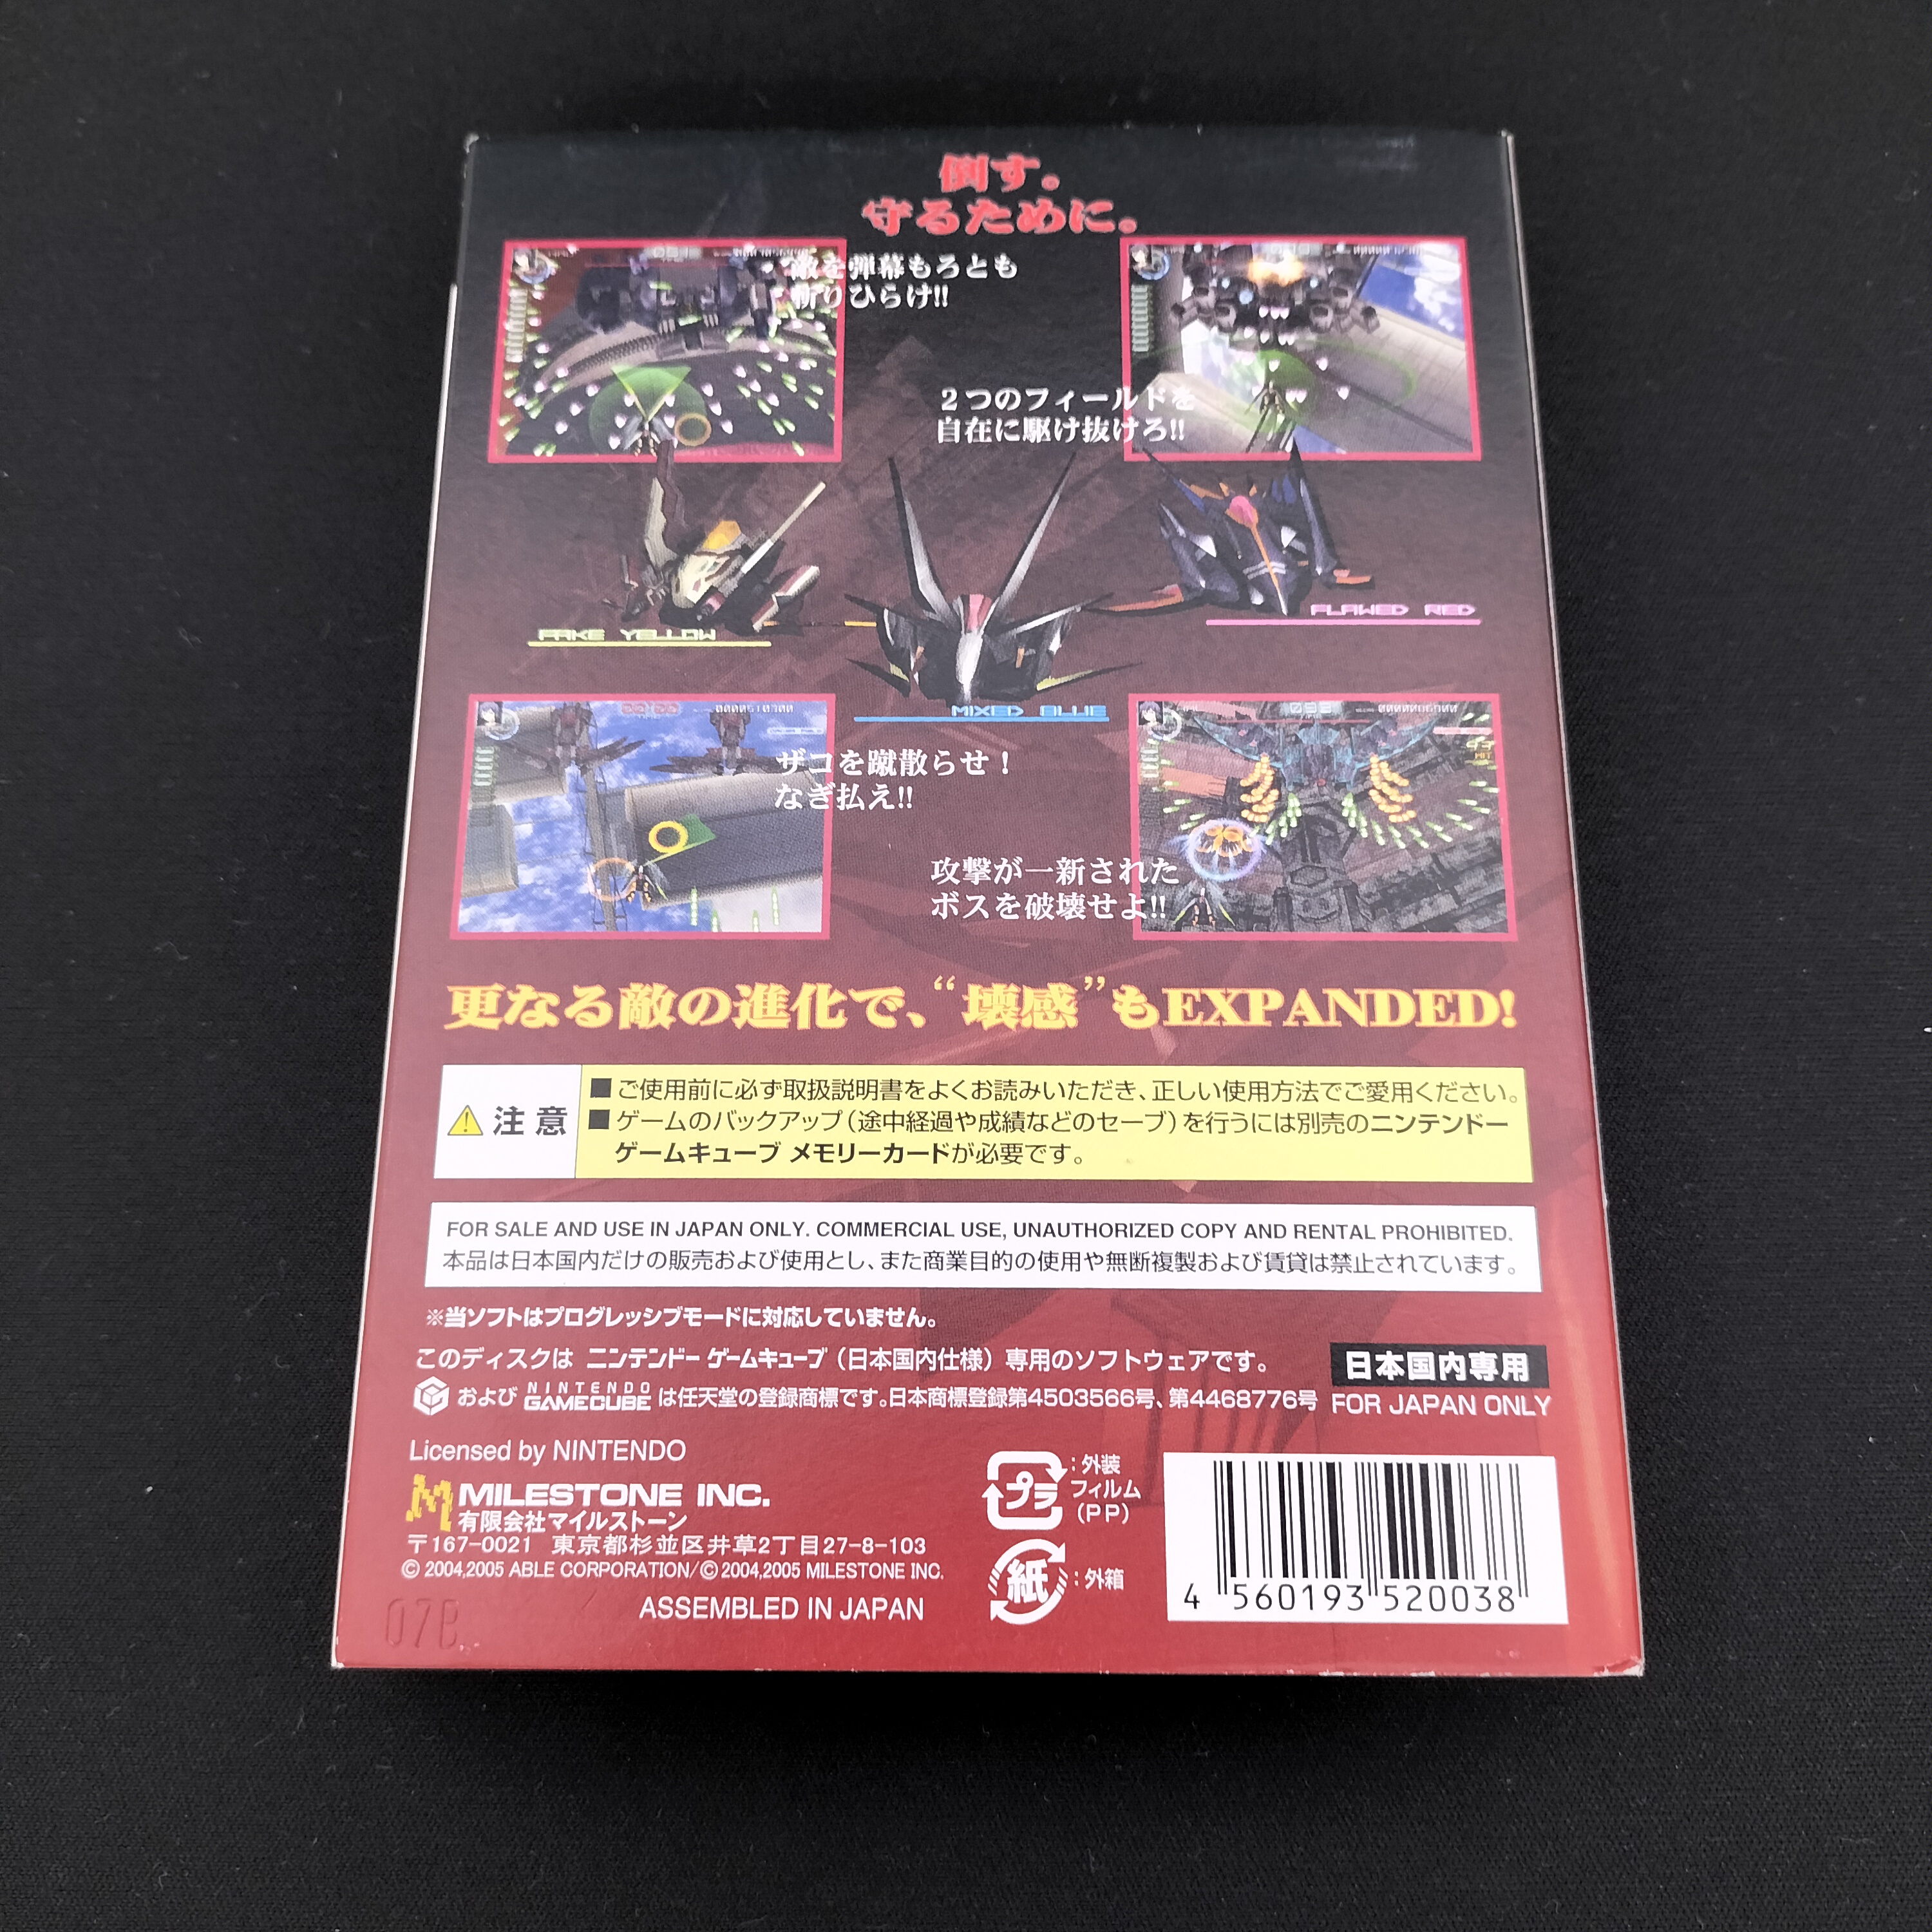 倒す。
守るために。
敵を弾幕もろとも
斬りひらけ!!
2つのフィールドを
自在に駆け抜けろ!!
FAKE YELLOW
FLAWED RED
MIXED BLUE
0000510300
093
0000086900
ザコを蹴散らせ！
なぎ払え!!
攻撃が一新された
ボスを破壊せよ!!
更なる敵の進化で、“壊感”もEXPANDED!
注意
■ご使用前に必ず取扱説明書をよくお読みいただき、正しい使用方法でご愛用ください。
■ゲームのバックアップ（途中経過や成績などのセーブ）を行うには別売のニンテンドー
ゲームキューブ メモリーカードが必要です。
FOR SALE AND USE IN JAPAN ONLY. COMMERCIAL USE, UNAUTHORIZED COPY AND RENTAL PROHIBITED.
本品は日本国内だけの販売および使用とし、また商業目的の使用や無断複製および賃貸は禁止されています。
※当ソフトはプログレッシブモードに対応していません。
このディスクは ニンテンドー ゲームキューブ（日本国内仕様）専用のソフトウェアです。
および NINTENDO GAMECUBE は任天堂の登録商標です。日本商標登録第4503566号、第4468776号
日本国内専用
FOR JAPAN ONLY
Licensed by NINTENDO
MILESTONE INC.
有限会社マイルストーン
〒167-0021 東京都杉並区井草2丁目27-8-103
© 2004,2005 ABLE CORPORATION/© 2004,2005 MILESTONE INC.
ASSEMBLED IN JAPAN
07B
プラ
：外装
フィルム
（PP）
紙
：外箱
4 560193 520038